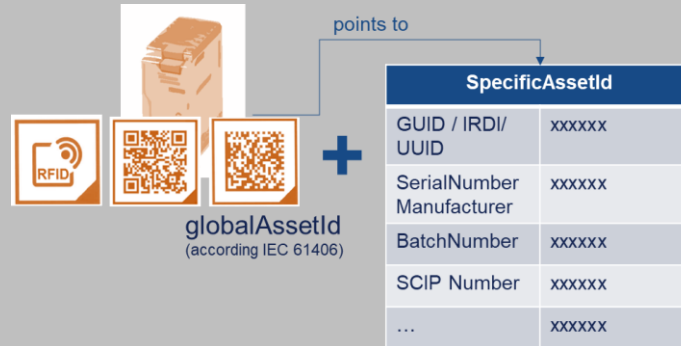 points to
SpecificAssetId
GUID / IRDI/ xxxxxx
UUID
SerialNumber xxxxxx
Manufacturer
BatchNumber xxxxxx
SCIP Number xxxxxx
... xxxxxx
RFID
+
globalAssetId
(according IEC 61406)